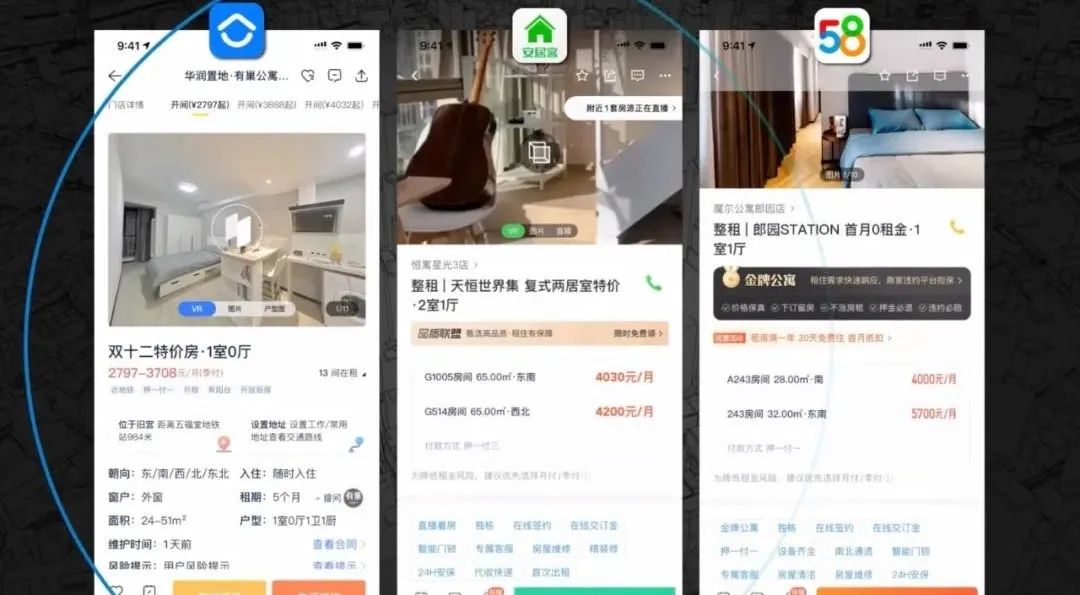 安居客
58
9:41
华润置地·有巢公寓...
门店详情 开间(¥2797起) 开间(¥3888起) 开间(¥4032起) 开
VR 图片 户型图
1/11
双十二特价房·1室0厅
2797-3708元/月(季付)
13 间在租
近地铁 押一付一 月租 有阳台 开放厨房
位于旧宫 距离五福堂地铁
站984米
设置地址 设置工作/常用
地址查看交通路线
朝向: 东/南/西/北/东北 入住: 随时入住
窗户: 外窗 租期: 5个月 提问 有巢
面积: 24-51m² 户型: 1室0厅1卫1厨
维护时间: 1天前 查看合同
风险提示: 用户风险提示 查看提示
9:41
附近1套房源正在直播
VR 图片 直播
恒寓星光3店
整租 | 天恒世界集 复式两居室特价
·2室1厅
品质联盟 甄选高品质·租住有保障 限时免费领
G1005房间 65.00㎡·东南 4030元/月
G514房间 65.00㎡·西北 4200元/月
付款方式 押一付三
为降低租金风险,建议优先选择月付/季付
直播看房 独栋 在线签约 在线交订金
智能门锁 专属客服 房屋维修 精装修
24H安保 代收快递 首次出租
9:41
图片 1/10
魔尔公寓郎园店
整租 | 郎园STATION 首月0租金·1
室1厅
金牌公寓 租住需求快速响应,商家违约平台担保
价格保真 下订留房 不涨房租 押金必退 违约必赔
租房满一年 30天免费住 首月抵扣
A243房间 28.00㎡·南 4000元/月
243房间 32.00㎡·东南 5700元/月
付款方式 押一付一
为降低租金风险,建议优先选择月付/季付
金牌公寓 独栋 在线签约 在线交订金
押一付一 设备齐全 南北通透 智能门锁
专属客服 房屋清洁 房屋维修 24H安保